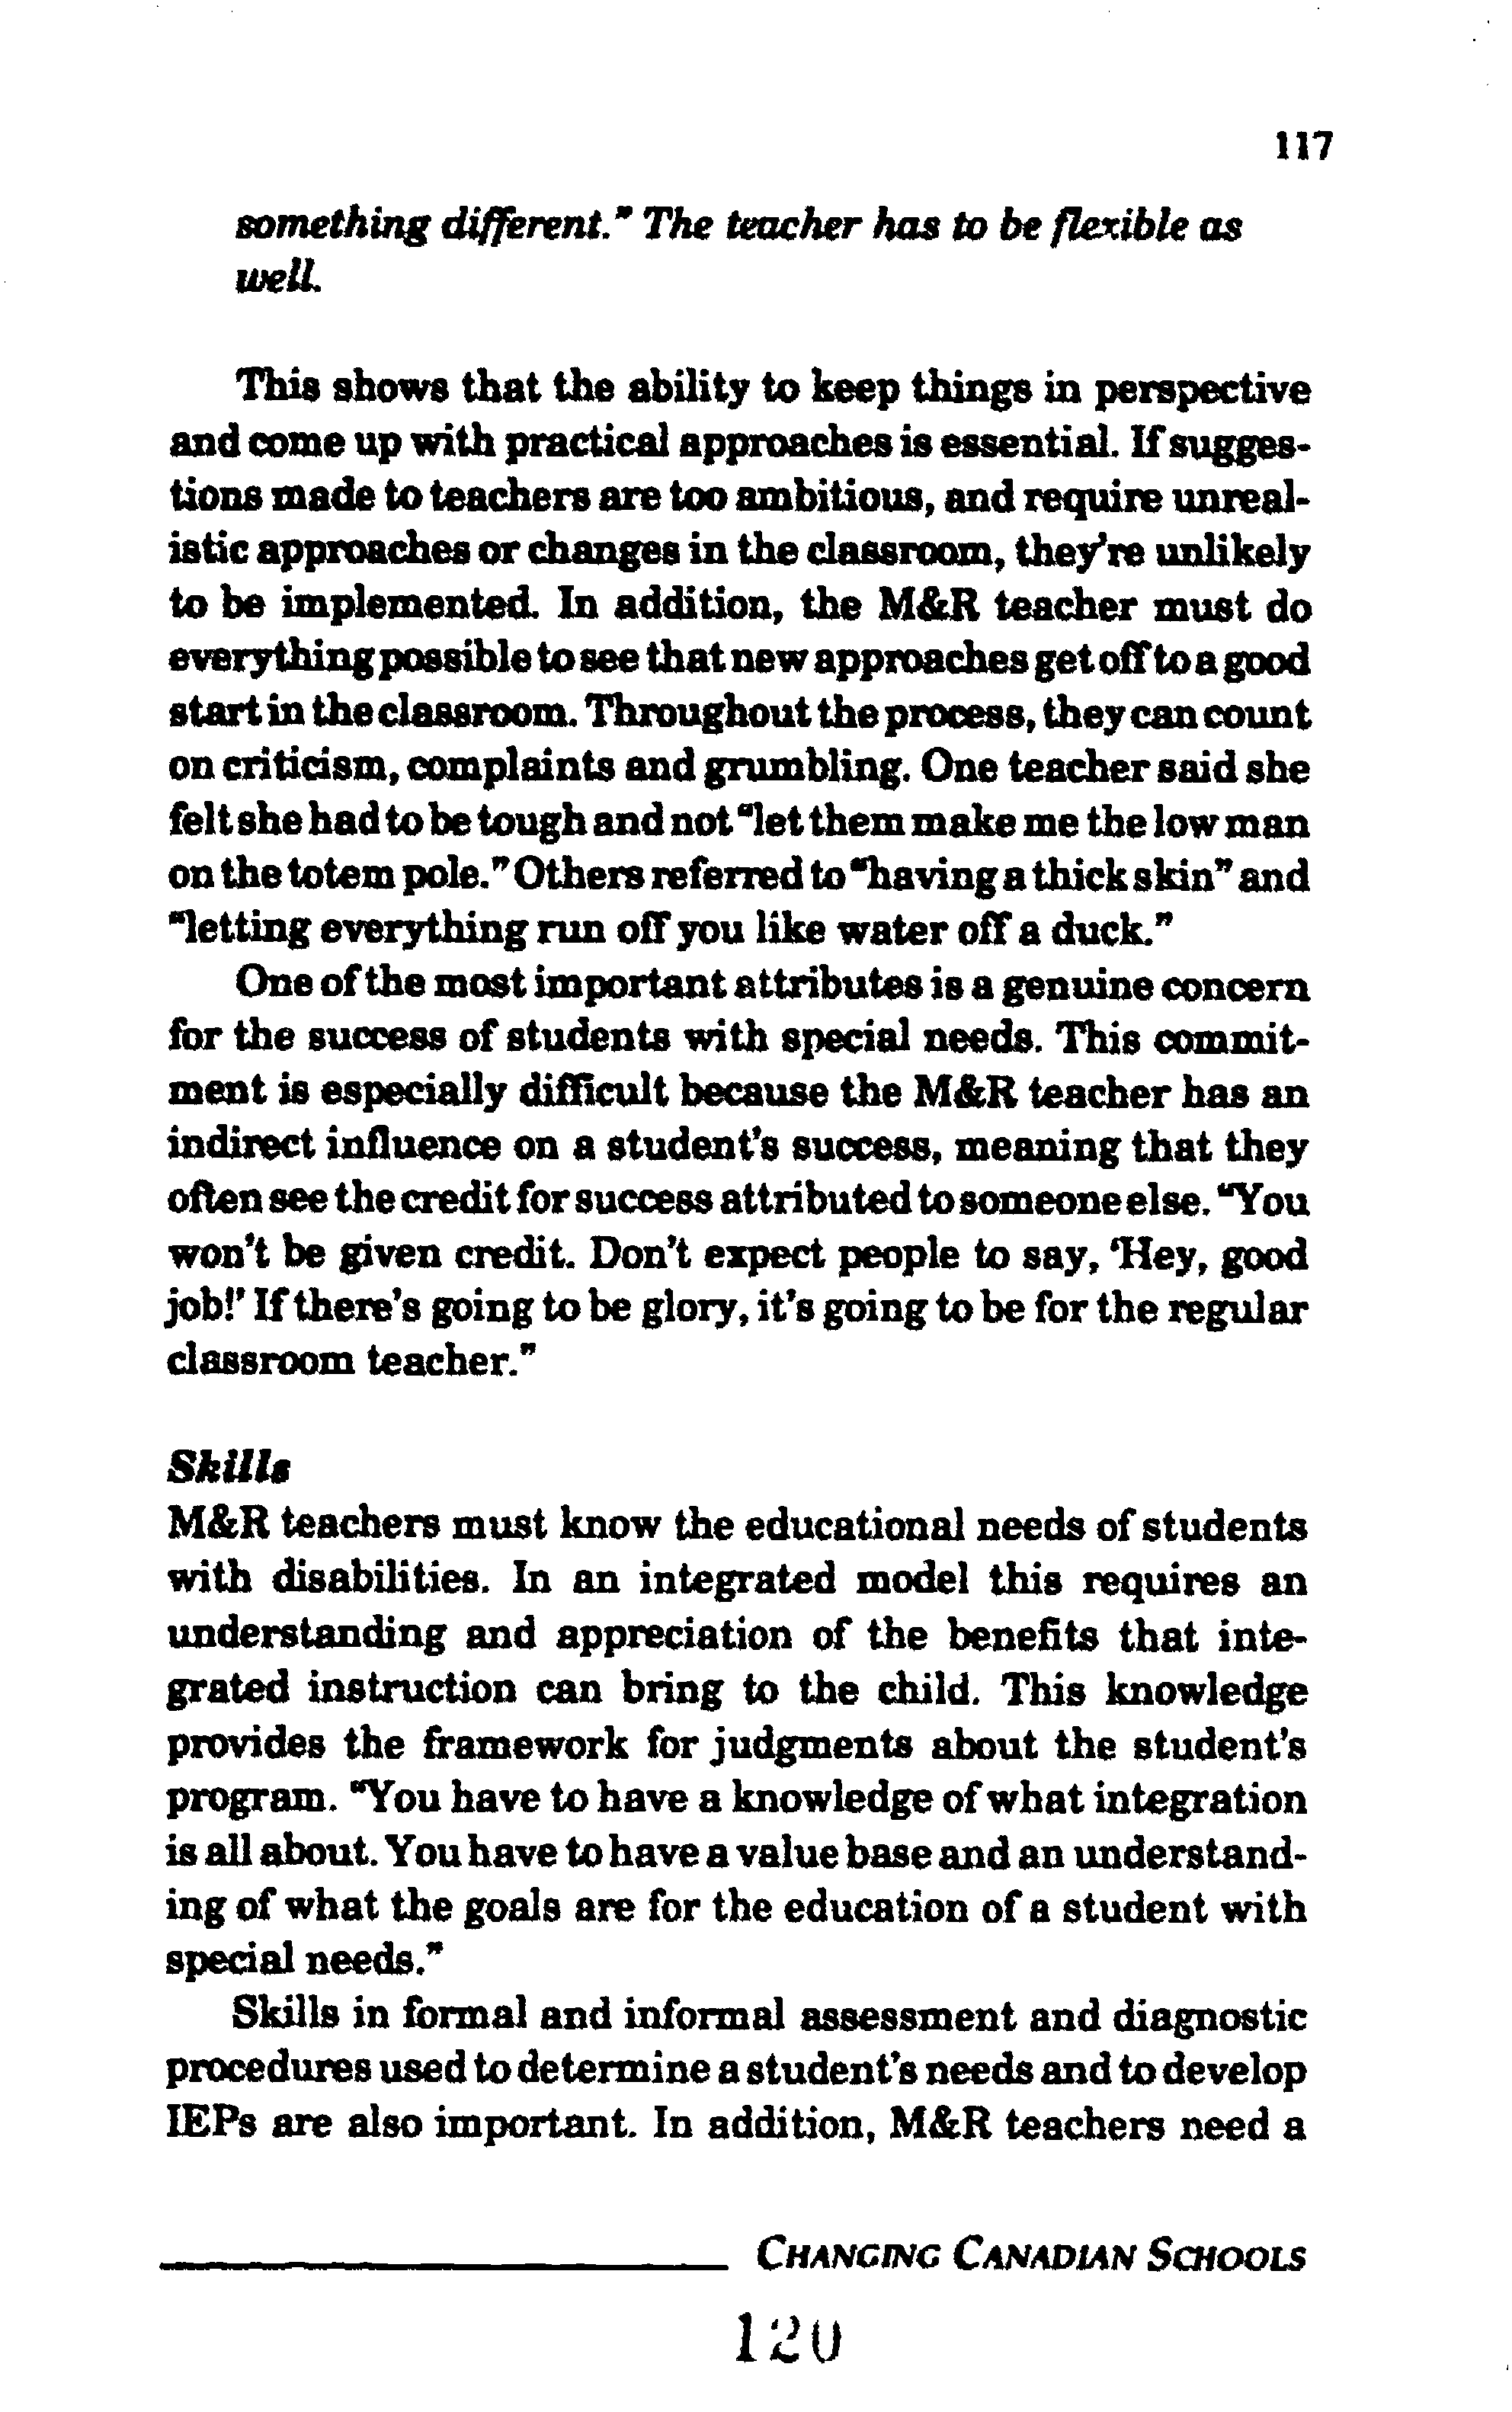 117
something different." The teacher has to be flexible as
well.
This shows that the ability to keep things in perspective
and come up with practical approaches is essential. If sugges-
tions made to teachers are too ambitious, and require unreal-
istic approaches or changes in the classroom, they're unlikely
to be implemented. In addition, the M&R teacher must do
everything possible to see that new approaches get off to a good
start in the classroom. Throughout the process, they can count
on criticism, complaints and grumbling. One teacher said she
felt she had to be tough and not "let them make me the low man
on the totem pole." Others referred to "having a thick skin" and
"letting everything run off you like water off a duck."
One of the most important attributes is a genuine concern
for the success of students with special needs. This commit-
ment is especially difficult because the M&R teacher has an
indirect influence on a student's success, meaning that they
often see the credit for success attributed to someone else. "You
won't be given credit. Don't expect people to say, 'Hey, good
job!' If there's going to be glory, it's going to be for the regular
classroom teacher."
Skills
M&R teachers must know the educational needs of students
with disabilities. In an integrated model this requires an
understanding and appreciation of the benefits that inte-
grated instruction can bring to the child. This knowledge
provides the framework for judgments about the student's
program. "You have to have a knowledge of what integration
is all about. You have to have a value base and an understand-
ing of what the goals are for the education of a student with
special needs."
Skills in formal and informal assessment and diagnostic
procedures used to determine a student's needs and to develop
IEPs are also important. In addition, M&R teachers need a
CHANGING CANADIAN SCHOOLS
120